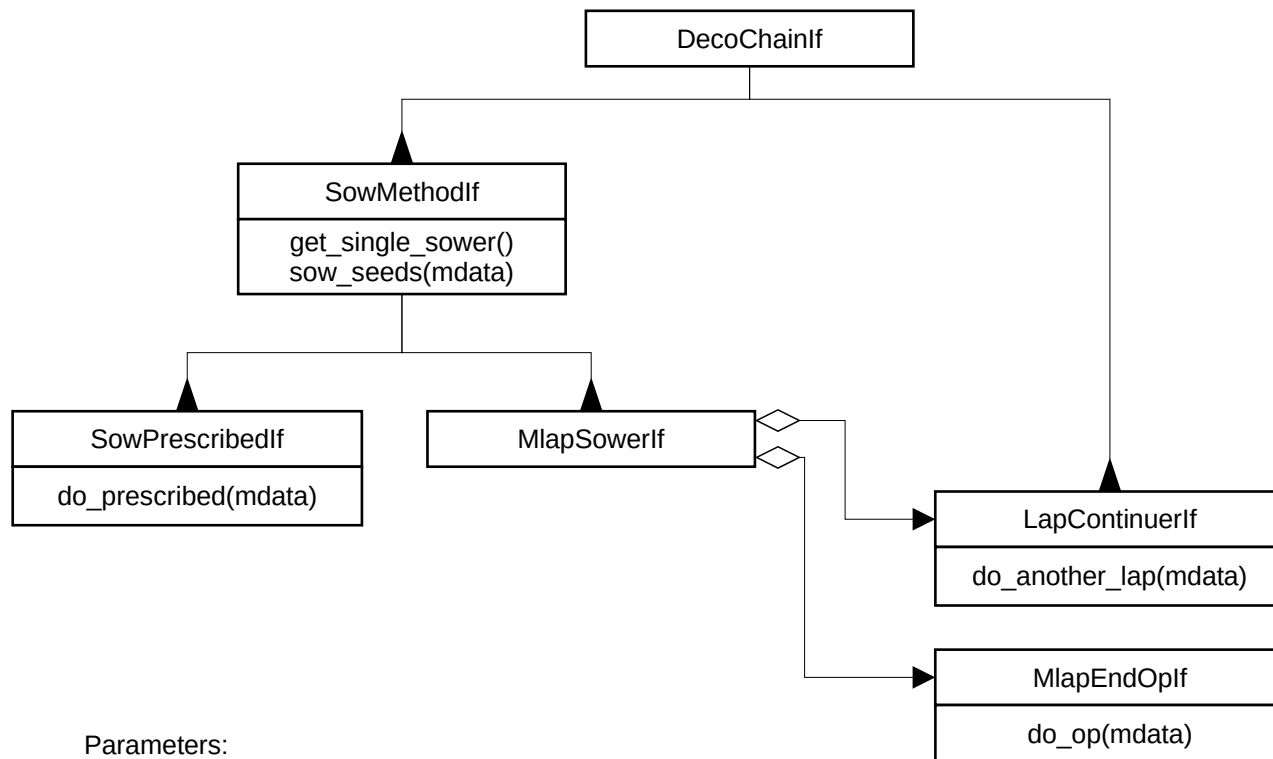 DecoChainIf
SowMethodIf
get_single_sower()
sow_seeds(mdata)
SowPrescribedIf
do_prescribed(mdata)
MlapSowerIf
LapContinuerIf
do_another_lap(mdata)
MlapEndOpIf
do_op(mdata)
Parameters: